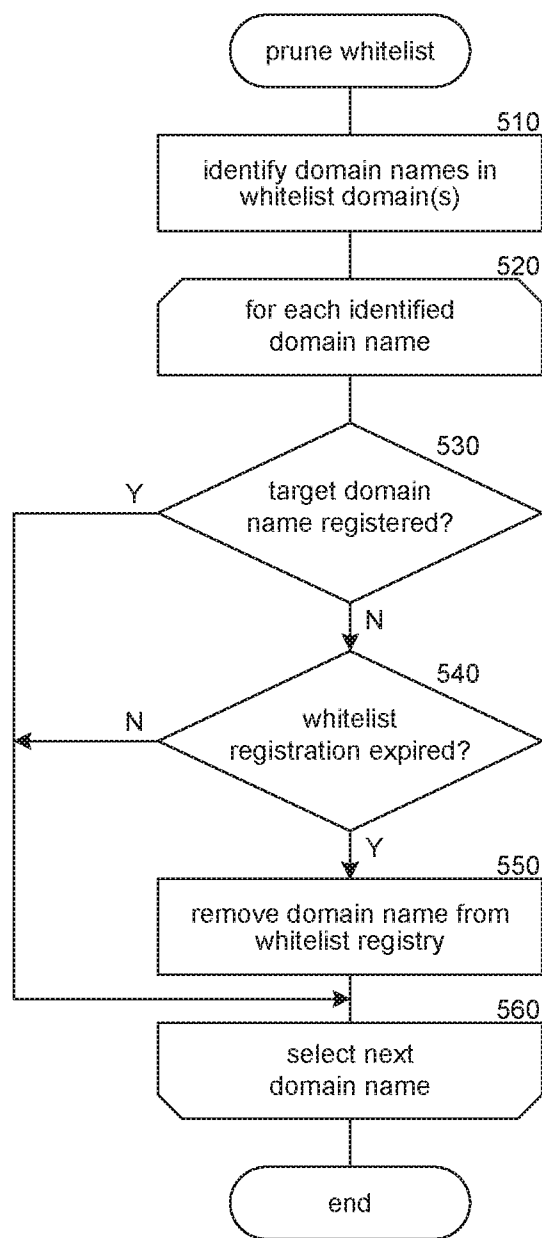 prune whitelist
510
identify domain names in
whitelist domain(s)
520
for each identified
domain name
530
Y
target domain
name registered?
N
540
N
whitelist
registration expired?
Y
550
remove domain name from
whitelist registry
560
select next
domain name
end